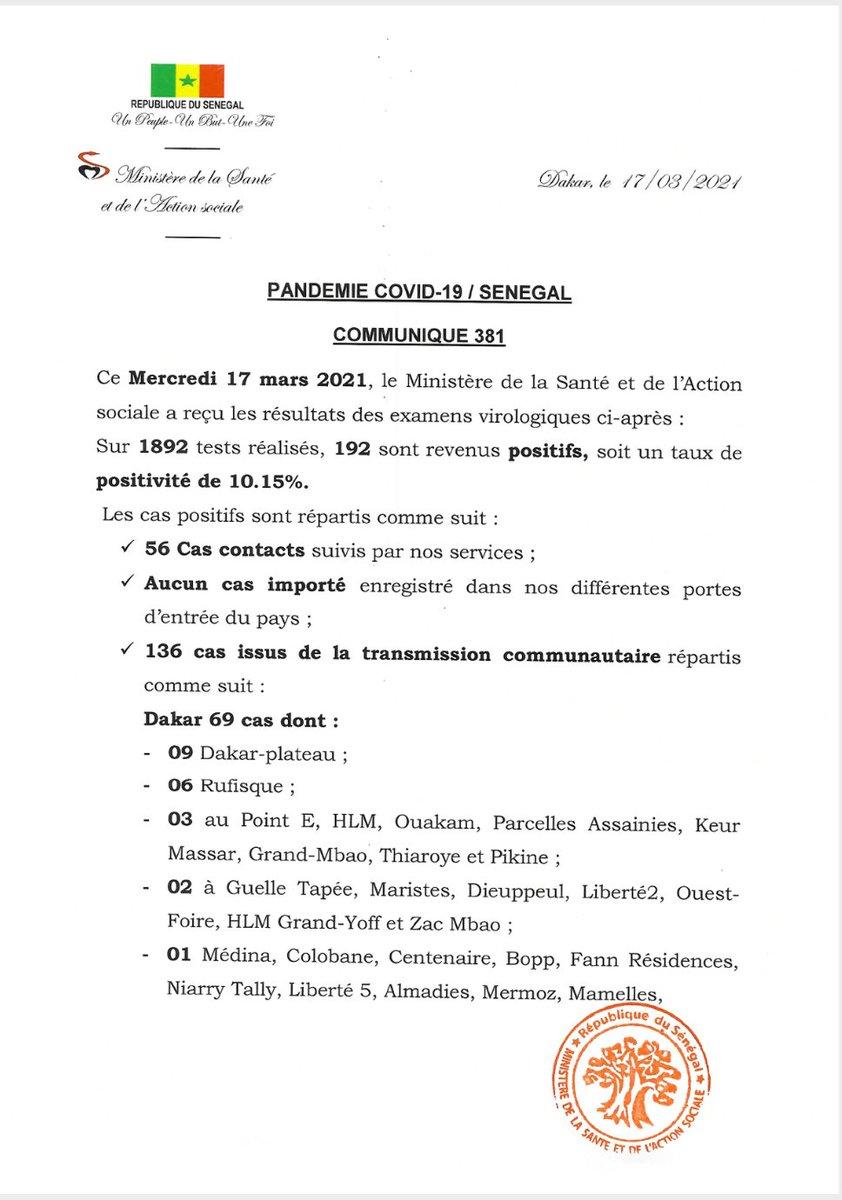 REPUBLIQUE DU SENEGAL
Un Peuple - Un But - Une Foi
Ministère de la Santé
et de l'Action sociale
Dakar, le 17/03/2021
PANDEMIE COVID-19 / SENEGAL
COMMUNIQUE 381
Ce Mercredi 17 mars 2021, le Ministère de la Santé et de l'Action
sociale a reçu les résultats des examens virologiques ci-après :
Sur 1892 tests réalisés, 192 sont revenus positifs, soit un taux de
positivité de 10.15%.
Les cas positifs sont répartis comme suit :
✓ 56 Cas contacts suivis par nos services ;
✓ Aucun cas importé enregistré dans nos différentes portes
d'entrée du pays ;
✓ 136 cas issus de la transmission communautaire répartis
comme suit :
Dakar 69 cas dont :
- 09 Dakar-plateau ;
- 06 Rufisque ;
- 03 au Point E, HLM, Ouakam, Parcelles Assainies, Keur
Massar, Grand-Mbao, Thiaroye et Pikine ;
- 02 à Guelle Tapée, Maristes, Dieuppeul, Liberté2, Ouest-
Foire, HLM Grand-Yoff et Zac Mbao ;
- 01 Médina, Colobane, Centenaire, Bopp, Fann Résidences,
Niarry Tally, Liberté 5, Almadies, Mermoz, Mamelles,
République du Sénégal
MINISTERE DE LA SANTE ET DE L'ACTION SOCIALE